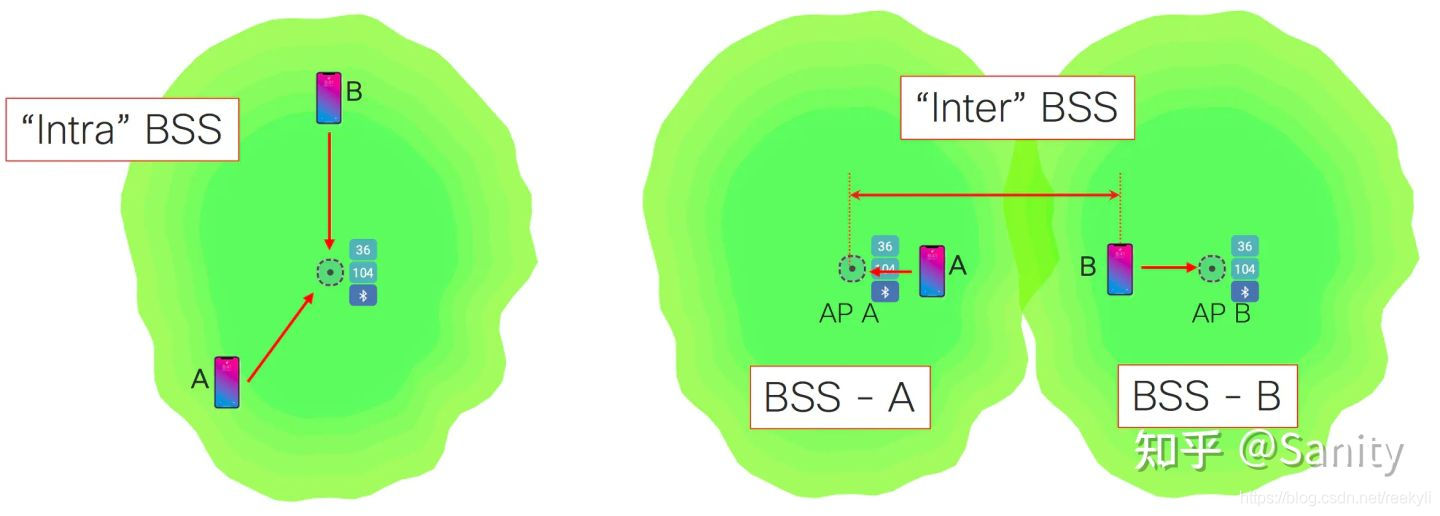 B
“Intra” BSS
36
104
A
“Inter” BSS
36
104
A
AP A
B
36
104
AP B
BSS - A
BSS - B
知乎 @Sanity
https://blog.csdn.net/reekyli